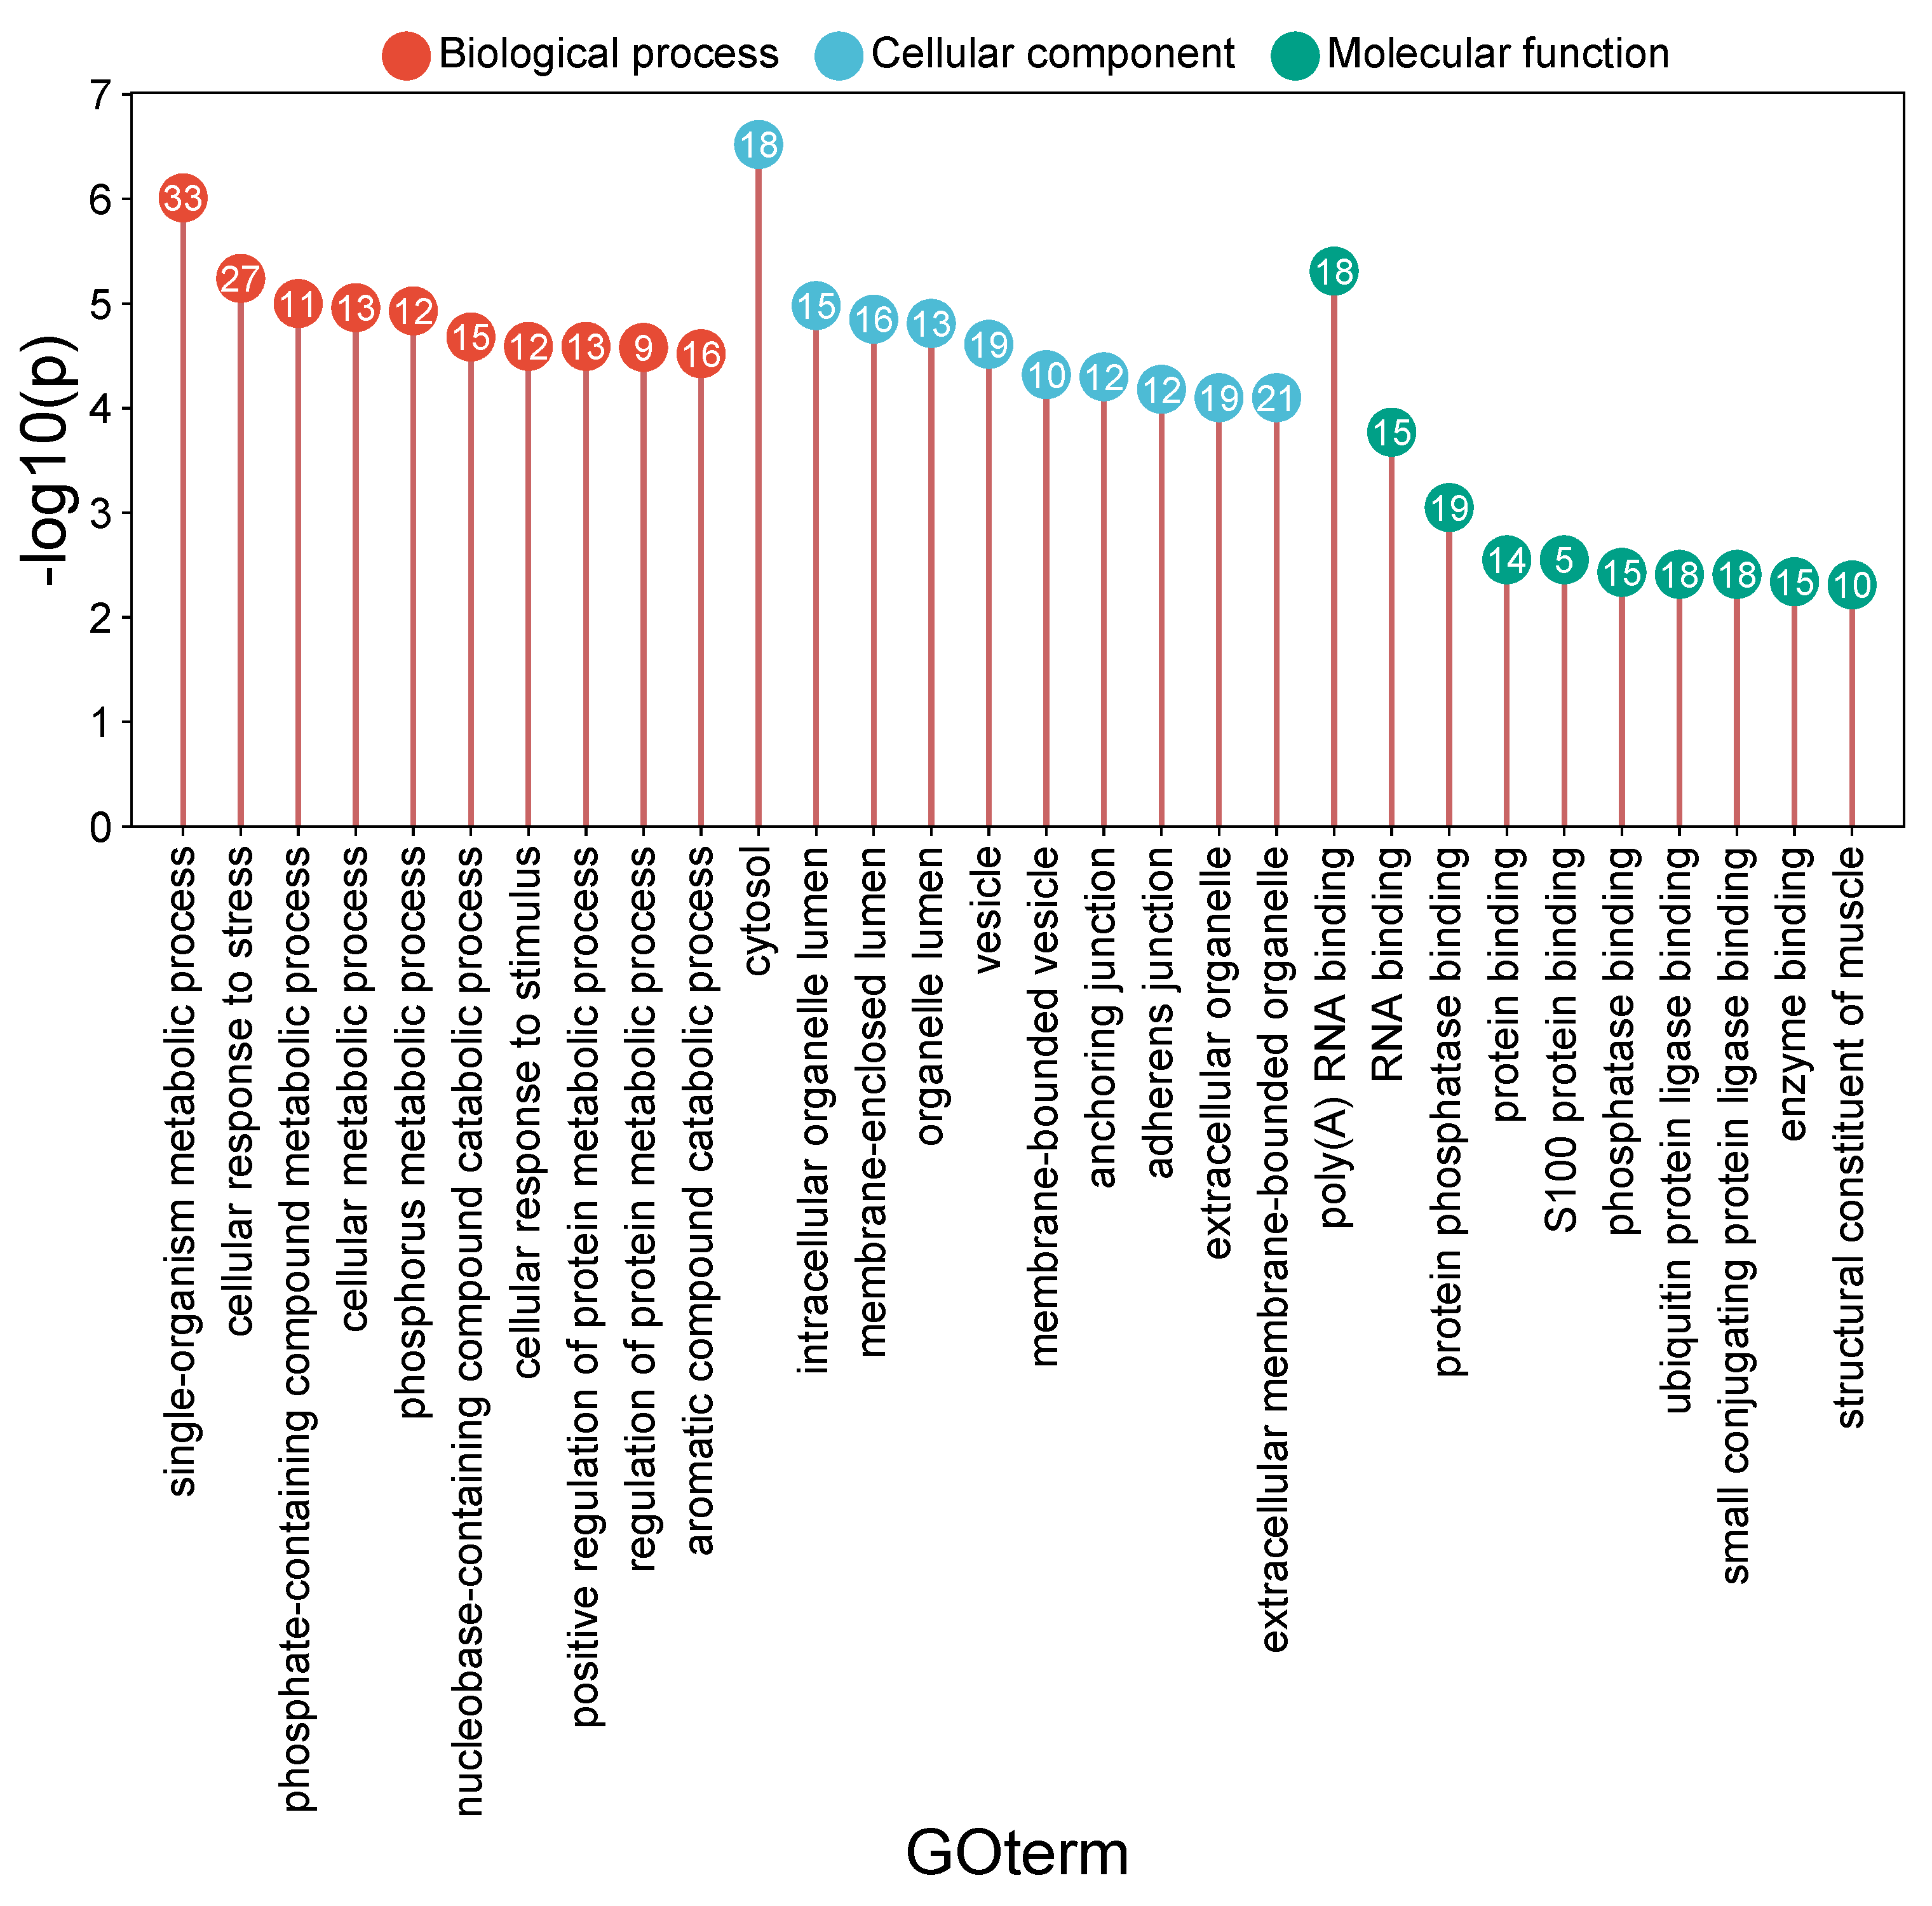 Biological process Cellular component Molecular function
-log10(p)
7
6
5
4
3
2
1
0
33
27
11
13
12
15
12
13
9
16
18
15
16
13
19
10
12
12
19
21
18
15
19
14
5
15
18
18
15
10
single-organism metabolic process
cellular response to stress
phosphate-containing compound metabolic process
cellular metabolic process
phosphorus metabolic process
nucleobase-containing compound catabolic process
cellular response to stimulus
positive regulation of protein metabolic process
regulation of protein metabolic process
aromatic compound catabolic process
cytosol
intracellular organelle lumen
membrane-enclosed lumen
organelle lumen
vesicle
membrane-bounded vesicle
anchoring junction
adherens junction
extracellular organelle
extracellular membrane-bounded organelle
poly(A) RNA binding
RNA binding
protein phosphatase binding
protein binding
S100 protein binding
phosphatase binding
ubiquitin protein ligase binding
small conjugating protein ligase binding
enzyme binding
structural constituent of muscle
GOterm